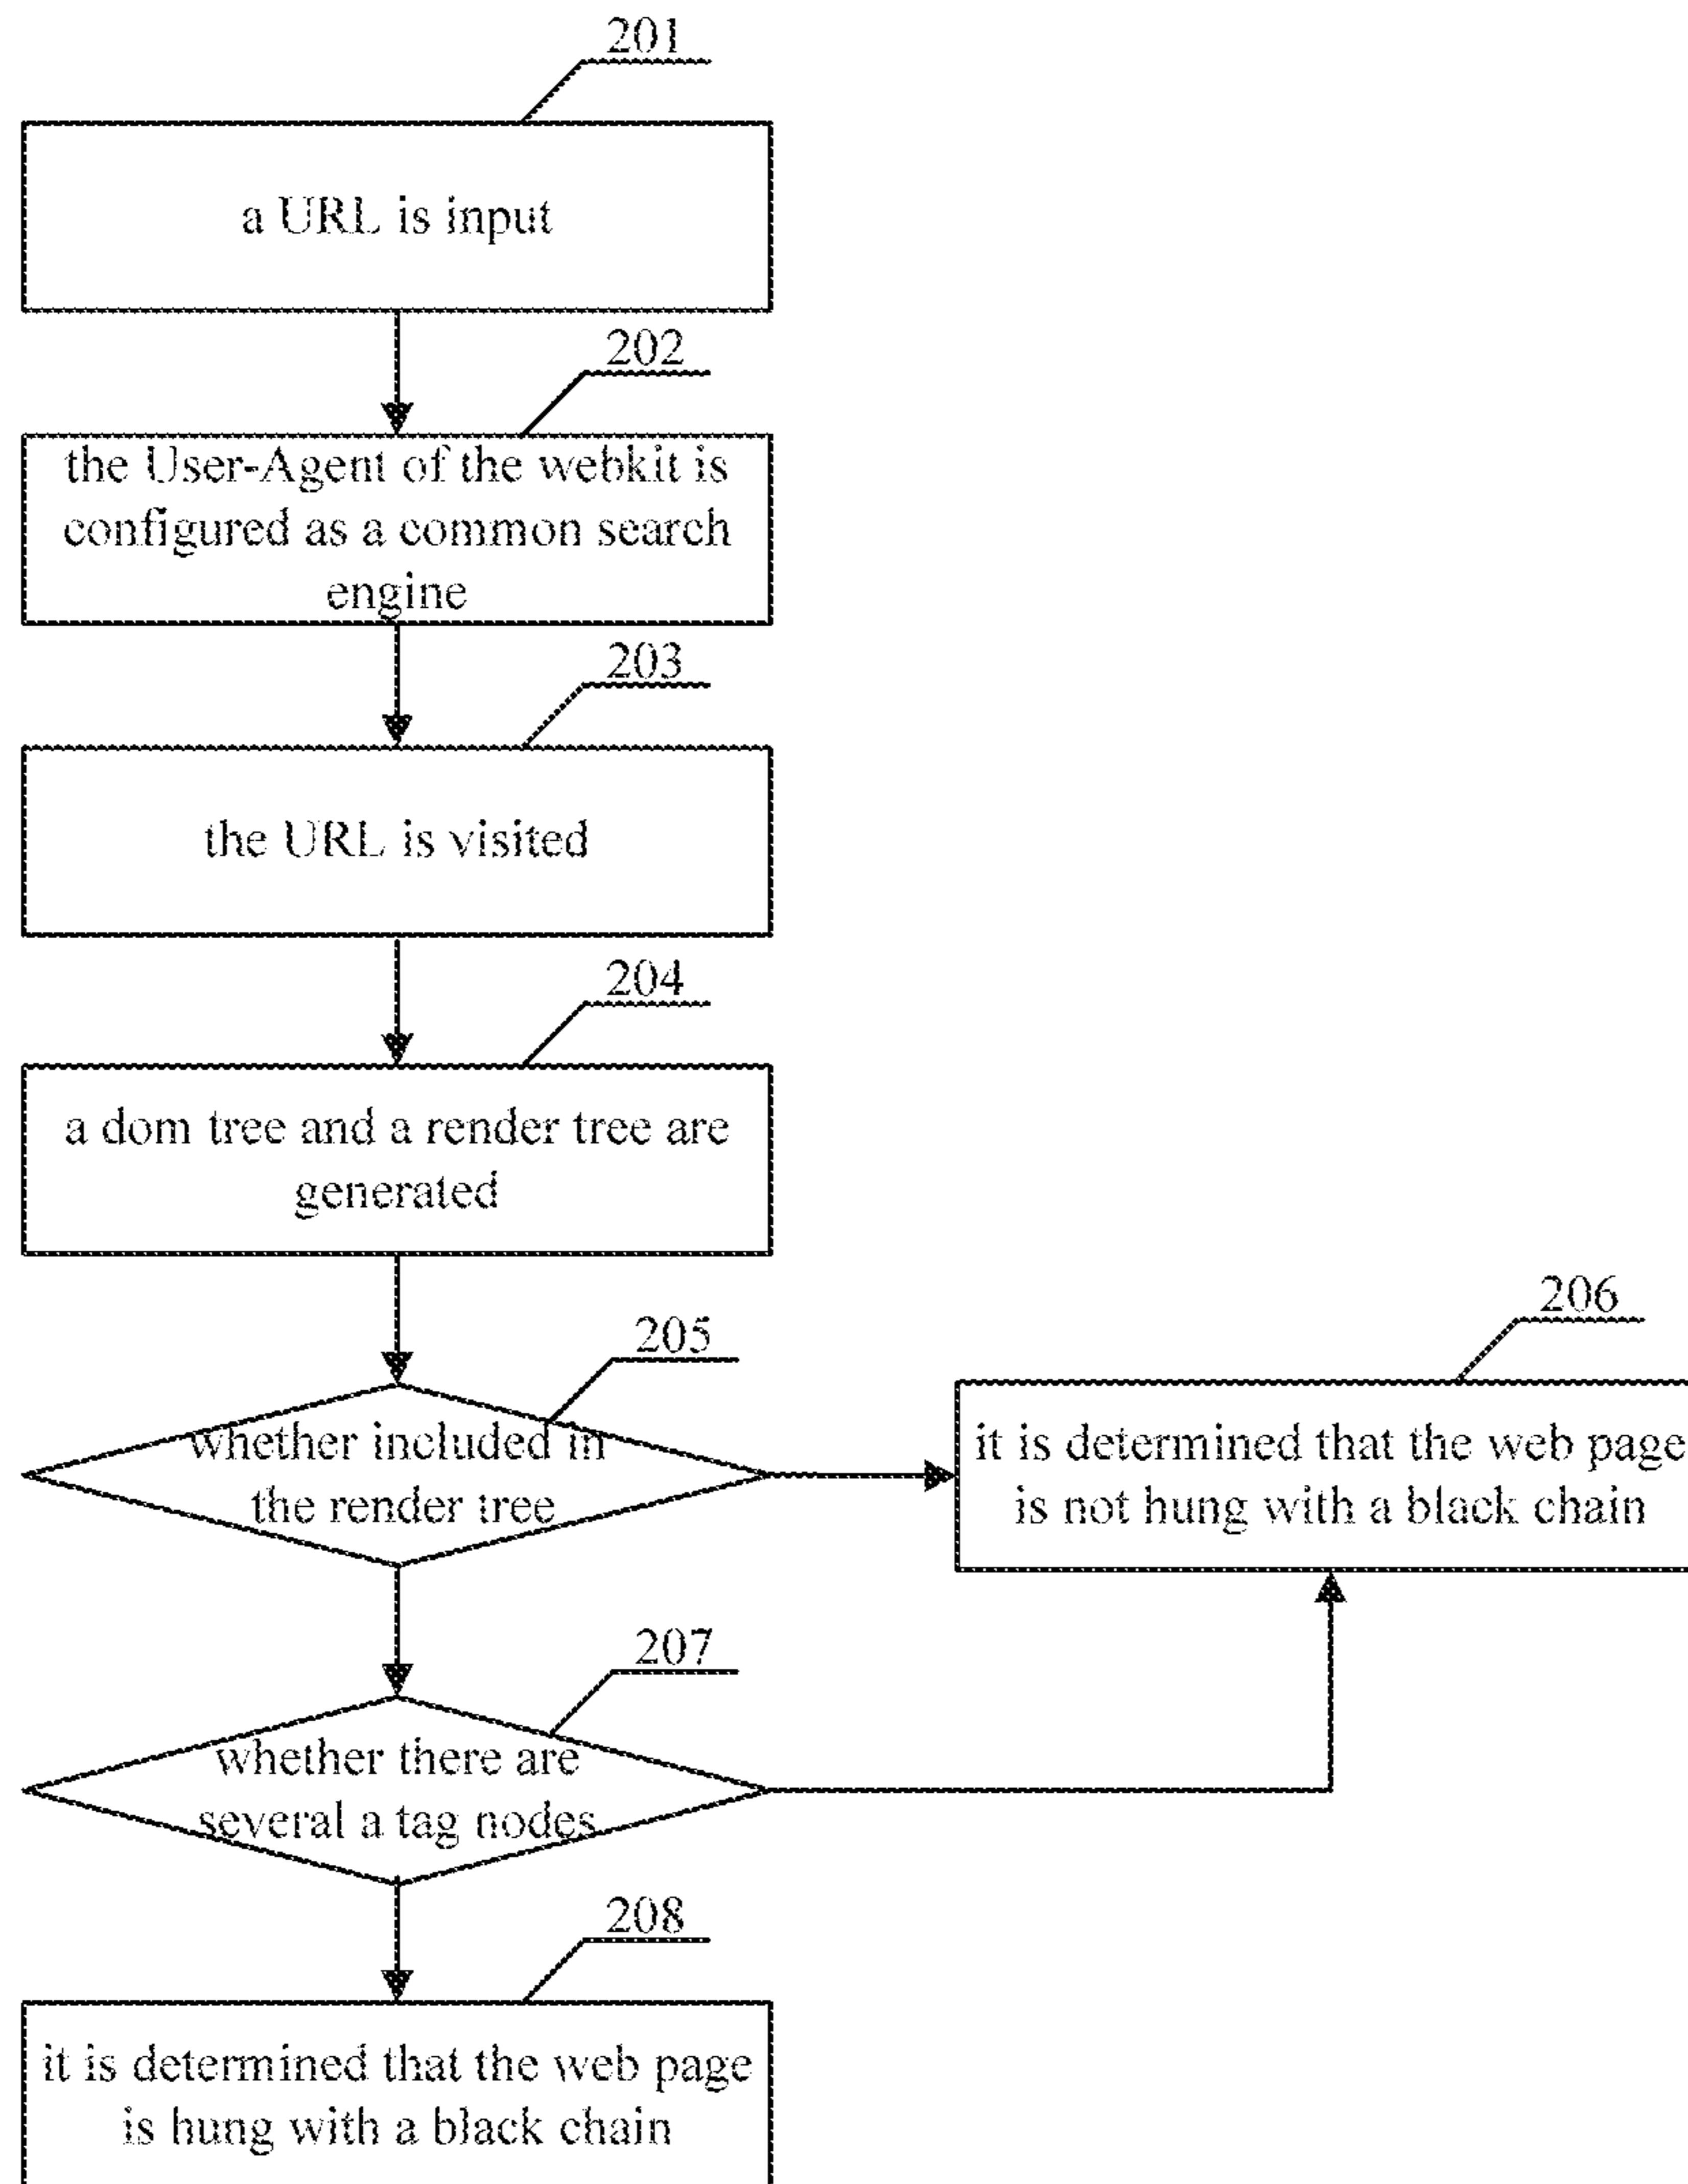 201
a URL is input
202
the User-Agent of the webkit is
configured as a common search
engine
203
the URL is visited
204
a dom tree and a render tree are
generated
205
whether included in
the render tree
206
it is determined that the web page
is not hung with a black chain
207
whether there are
several a tag nodes
208
it is determined that the web page
is hung with a black chain